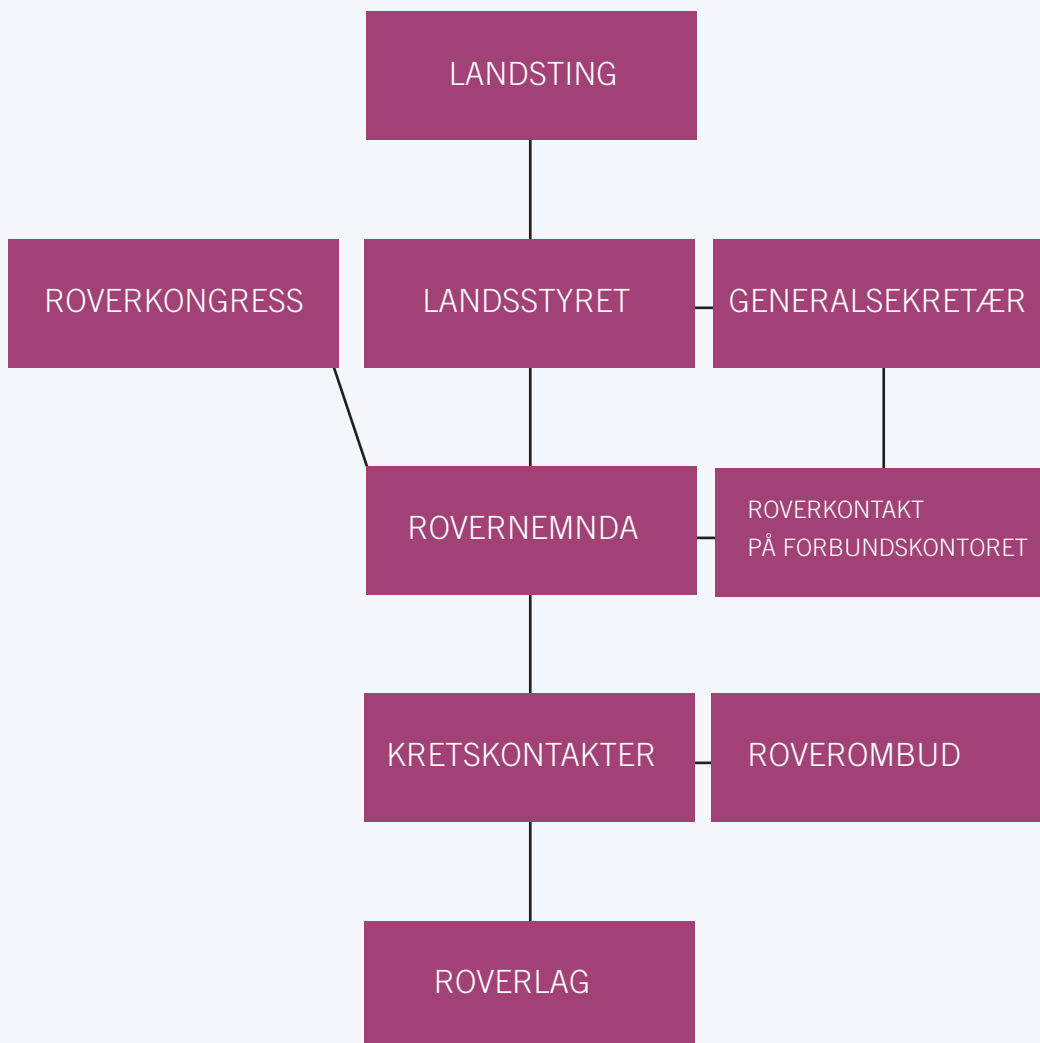 LANDSTING
ROVERKONGRESS
LANDSSTYRET
GENERALSEKRETÆR
ROVERNEMNDA
ROVERKONTAKT
PÅ FORBUNDSKONTORET
KRETSKONTAKTER
ROVEROMBUD
ROVERLAG